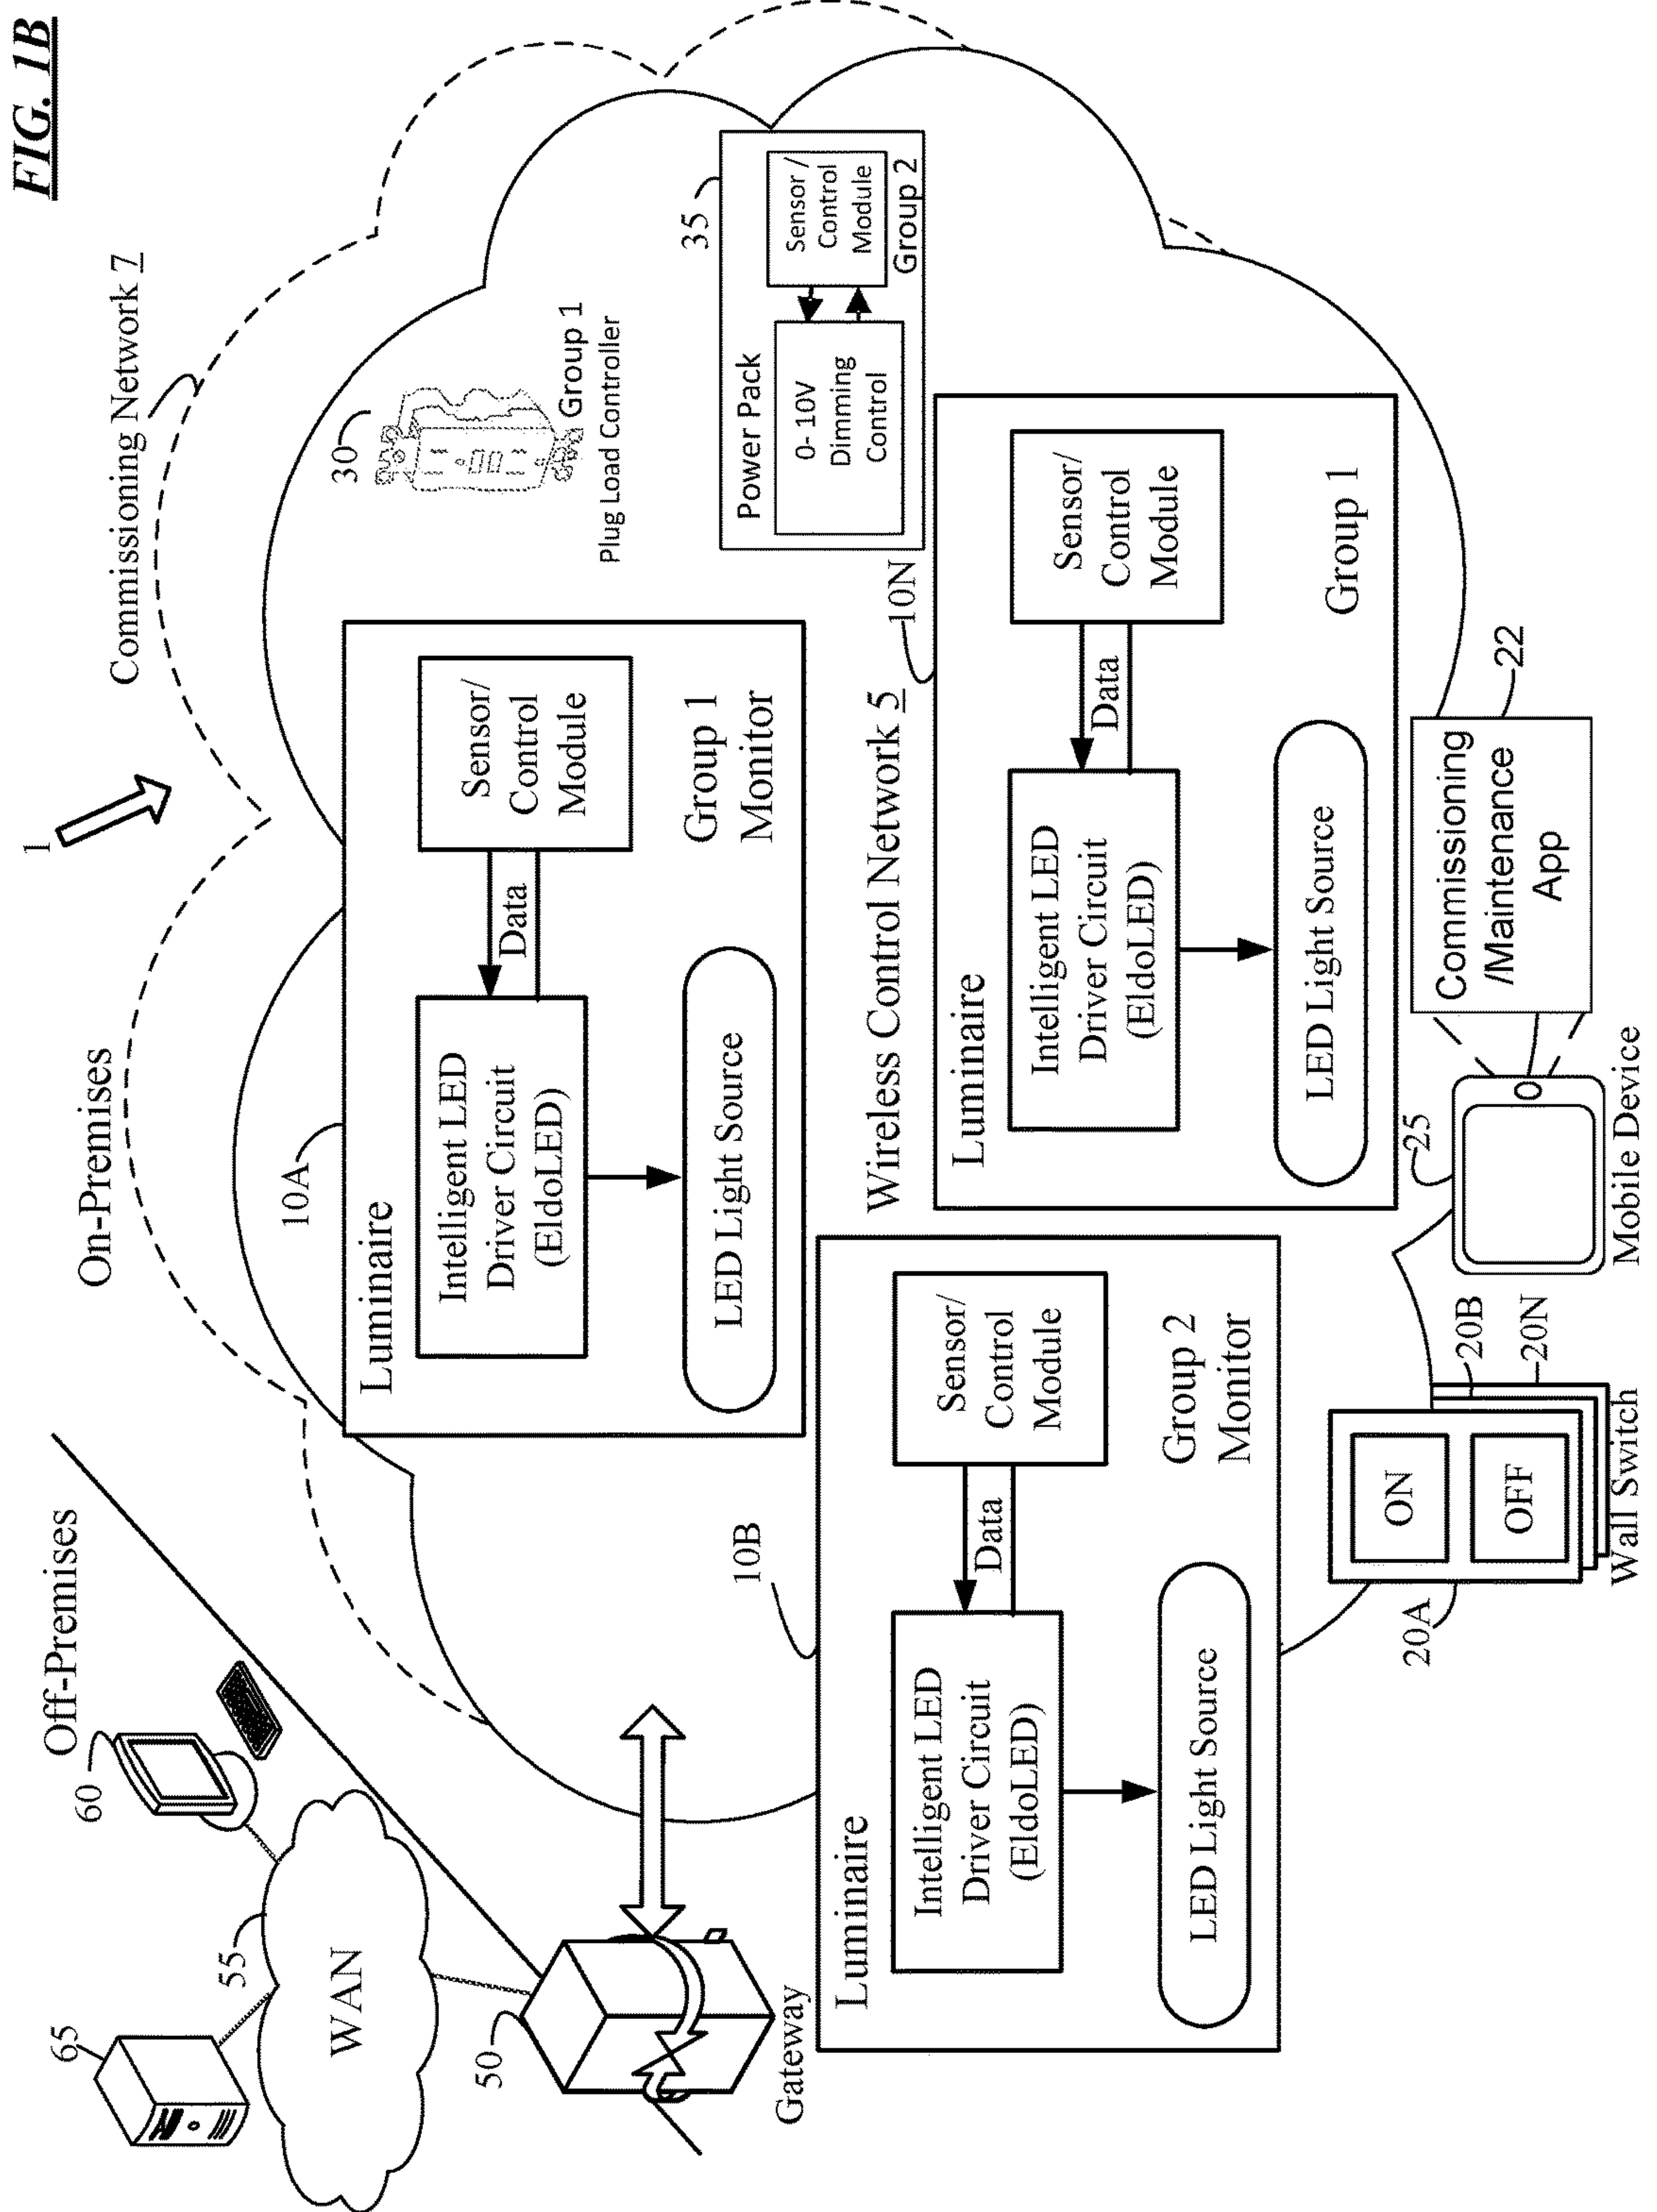 FIG. 1B
1
Off-Premises
On-Premises
Commissioning Network 7
60
65
55
WAN
50
Gateway
10A
Luminaire
Intelligent LED
Driver Circuit
(EldoLED)
Data
Sensor/
Control
Module
LED Light Source
Group 1
Monitor
30
Group 1
Plug Load Controller
35
Power Pack
0- 10V
Dimming
Control
Sensor /
Control
Module
Group 2
Wireless Control Network 5
10B
Luminaire
Intelligent LED
Driver Circuit
(EldoLED)
Data
Sensor/
Control
Module
LED Light Source
Group 2
Monitor
10N
Luminaire
Intelligent LED
Driver Circuit
(EldoLED)
Data
Sensor/
Control
Module
LED Light Source
Group 1
20A
ON
OFF
20B
20N
Wall Switch
25
Mobile Device
Commissioning
/Maintenance
App
22